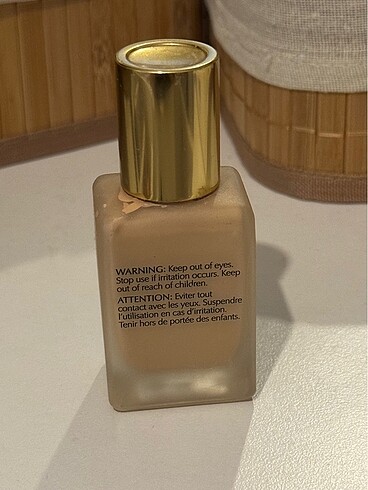 WARNING: Keep out of eyes.
Stop use if irritation occurs. Keep
out of reach of children.
ATTENTION: Eviter tout
contact avec les yeux. Suspendre
l'utilisation en cas d'irritation.
Tenir hors de portée des enfants.